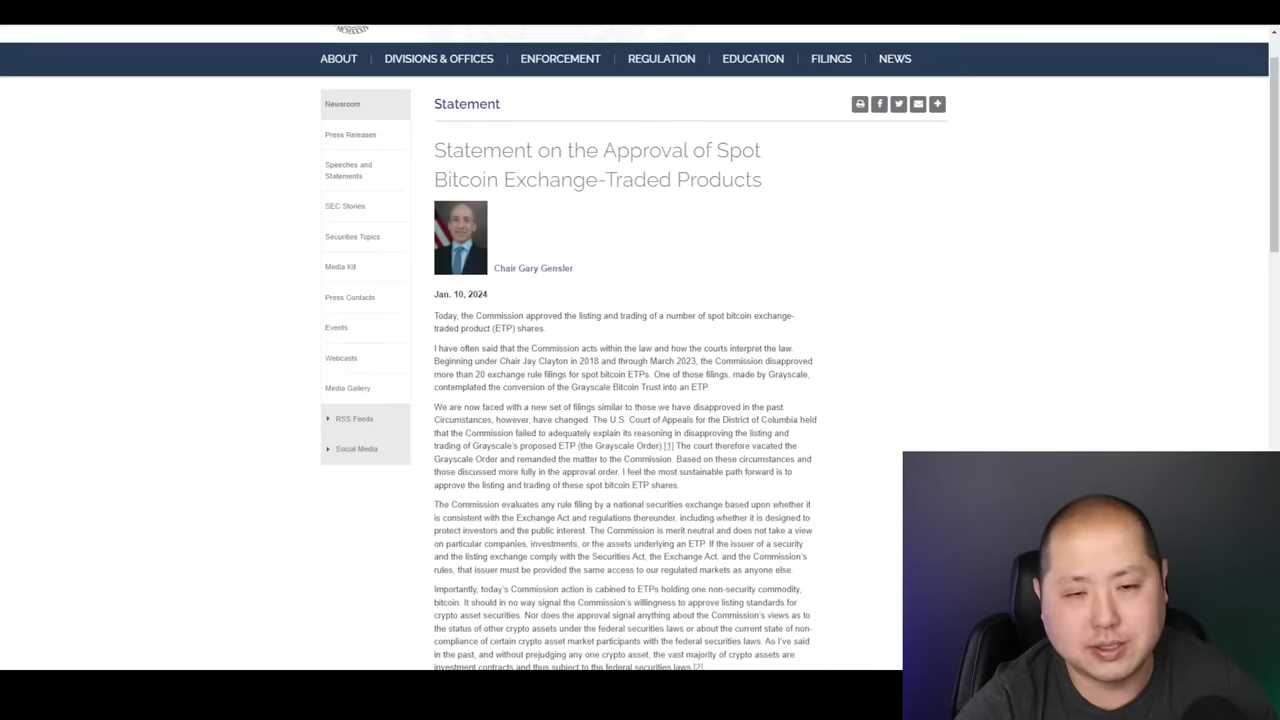 MCMXXXIV
ABOUT
DIVISIONS & OFFICES
ENFORCEMENT
REGULATION
EDUCATION
FILINGS
NEWS
Newsroom
Press Releases
Speeches and
Statements
SEC Stories
Securities Topics
Media Kit
Press Contacts
Events
Webcasts
Media Gallery
RSS Feeds
Social Media
Statement
Statement on the Approval of Spot
Bitcoin Exchange-Traded Products
Chair Gary Gensler
Jan. 10, 2024
Today, the Commission approved the listing and trading of a number of spot bitcoin exchange-
traded product (ETP) shares.
I have often said that the Commission acts within the law and how the courts interpret the law.
Beginning under Chair Jay Clayton in 2018 and through March 2023, the Commission disapproved
more than 20 exchange rule filings for spot bitcoin ETPs. One of those filings, made by Grayscale,
contemplated the conversion of the Grayscale Bitcoin Trust into an ETP.
We are now faced with a new set of filings similar to those we have disapproved in the past.
Circumstances, however, have changed. The U.S. Court of Appeals for the District of Columbia held
that the Commission failed to adequately explain its reasoning in disapproving the listing and
trading of Grayscale's proposed ETP (the Grayscale Order).[1] The court therefore vacated the
Grayscale Order and remanded the matter to the Commission. Based on these circumstances and
those discussed more fully in the approval order, I feel the most sustainable path forward is to
approve the listing and trading of these spot bitcoin ETP shares.
The Commission evaluates any rule filing by a national securities exchange based upon whether it
is consistent with the Exchange Act and regulations thereunder, including whether it is designed to
protect investors and the public interest. The Commission is merit neutral and does not take a view
on particular companies, investments, or the assets underlying an ETP. If the issuer of a security
and the listing exchange comply with the Securities Act, the Exchange Act, and the Commission's
rules, that issuer must be provided the same access to our regulated markets as anyone else.
Importantly, today's Commission action is cabined to ETPs holding one non-security commodity,
bitcoin. It should in no way signal the Commission's willingness to approve listing standards for
crypto asset securities. Nor does the approval signal anything about the Commission's views as to
the status of other crypto assets under the federal securities laws or about the current state of non-
compliance of certain crypto asset market participants with the federal securities laws. As I've said
in the past, and without prejudging any one crypto asset, the vast majority of crypto assets are
investment contracts and thus subject to the federal securities laws.[2]